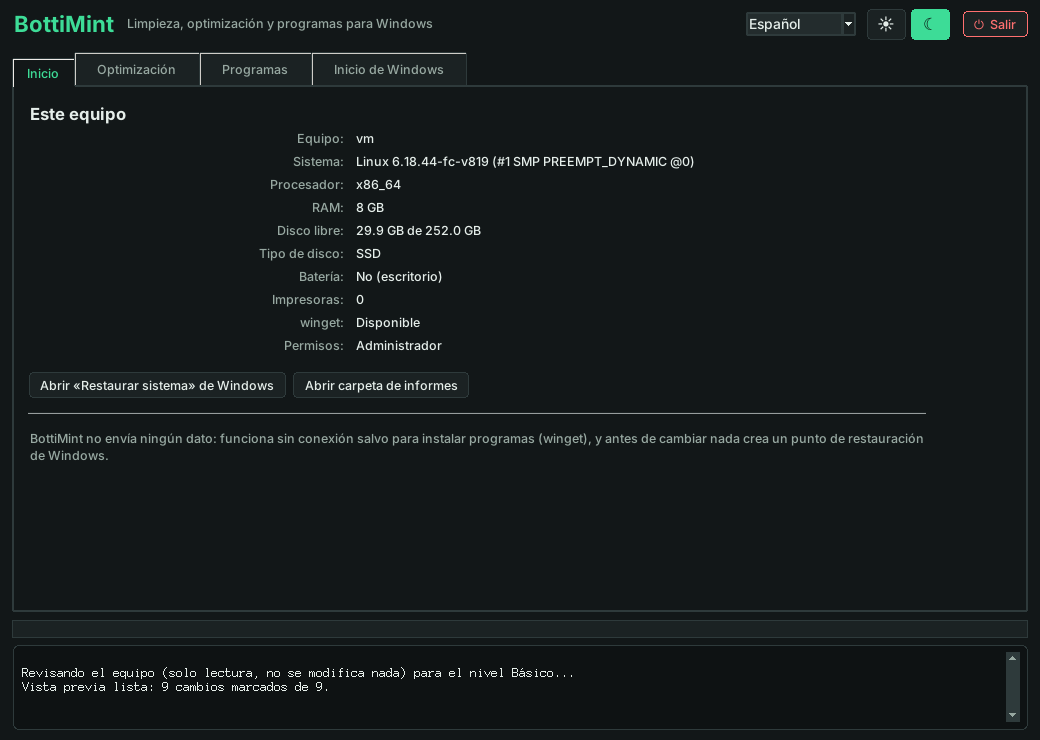 BottiMint Limpieza, optimización y programas para Windows Español ☀ ☾ ⏻ Salir
Inicio Optimización Programas Inicio de Windows
Este equipo
Equipo: vm
Sistema: Linux 6.18.44-fc-v819 (#1 SMP PREEMPT_DYNAMIC @0)
Procesador: x86_64
RAM: 8 GB
Disco libre: 29.9 GB de 252.0 GB
Tipo de disco: SSD
Batería: No (escritorio)
Impresoras: 0
winget: Disponible
Permisos: Administrador
Abrir «Restaurar sistema» de Windows Abrir carpeta de informes
BottiMint no envía ningún dato: funciona sin conexión salvo para instalar programas (winget), y antes de cambiar nada crea un punto de restauración
de Windows.
Revisando el equipo (solo lectura, no se modifica nada) para el nivel Básico...
Vista previa lista: 9 cambios marcados de 9.